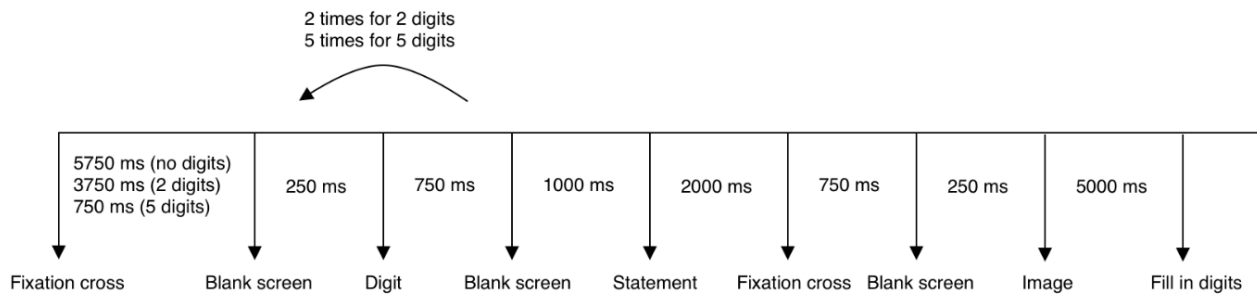 2 times for 2 digits
5 times for 5 digits
5750 ms (no digits)
3750 ms (2 digits)
750 ms (5 digits)
250 ms
750 ms
1000 ms
2000 ms
750 ms
250 ms
5000 ms
Fixation cross
Blank screen
Digit
Blank screen
Statement
Fixation cross
Blank screen
Image
Fill in digits